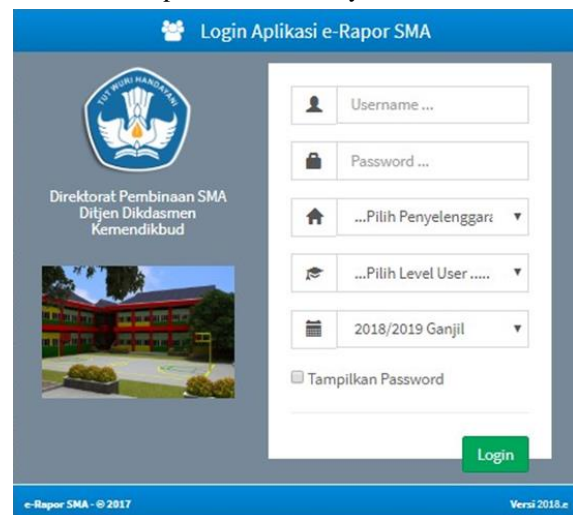 Login Aplikasi e-Rapor SMA
TUT WURI HANDAYANI
Direktorat Pembinaan SMA
Ditjen Dikdasmen
Kemendikbud
Username ...
Password ...
...Pilih Penyelenggara
...Pilih Level User .....
2018/2019 Ganjil
Tampilkan Password
Login
e-Rapor SMA - © 2017
Versi 2018.e